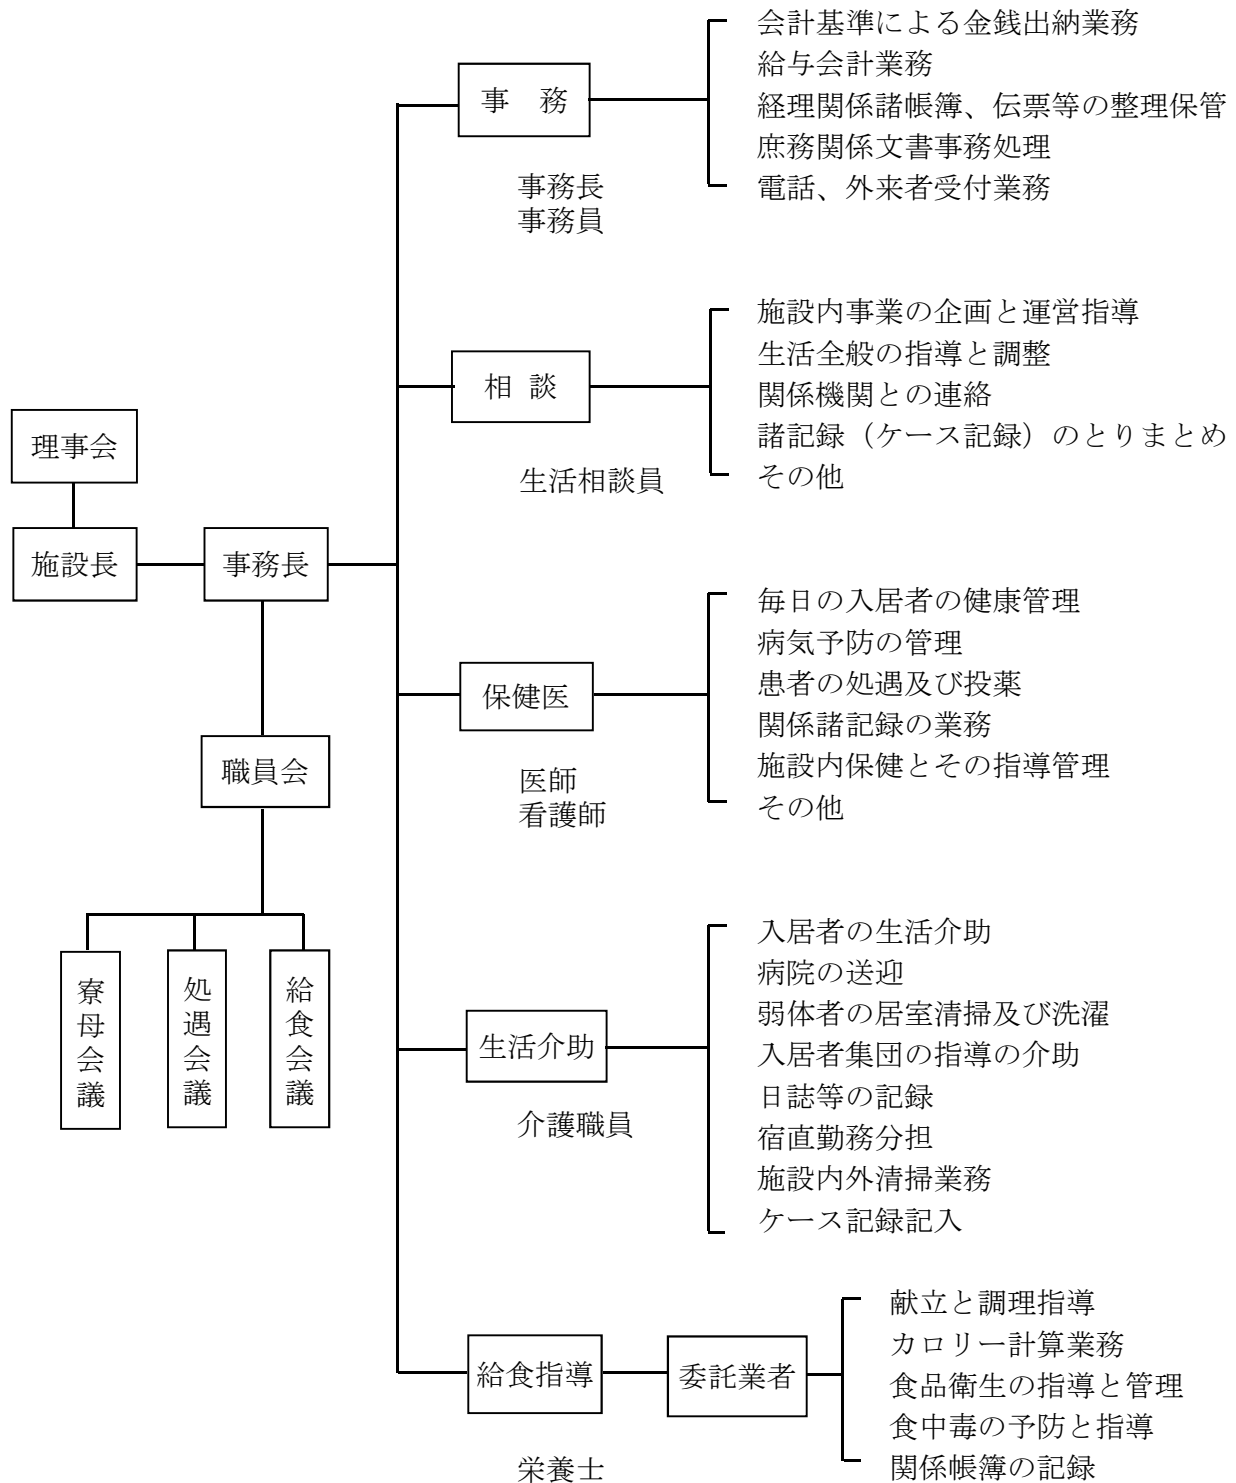 理事会
施設長
事務長
職員会
寮母会議
処遇会議
給食会議
事　務
事務長
事務員
会計基準による金銭出納業務
給与会計業務
経理関係諸帳簿、伝票等の整理保管
庶務関係文書事務処理
電話、外来者受付業務
相 談
生活相談員
施設内事業の企画と運営指導
生活全般の指導と調整
関係機関との連絡
諸記録（ケース記録）のとりまとめ
その他
保健医
医師
看護師
毎日の入居者の健康管理
病気予防の管理
患者の処遇及び投薬
関係諸記録の業務
施設内保健とその指導管理
その他
生活介助
介護職員
入居者の生活介助
病院の送迎
弱体者の居室清掃及び洗濯
入居者集団の指導の介助
日誌等の記録
宿直勤務分担
施設内外清掃業務
ケース記録記入
給食指導
栄養士
委託業者
献立と調理指導
カロリー計算業務
食品衛生の指導と管理
食中毒の予防と指導
関係帳簿の記録